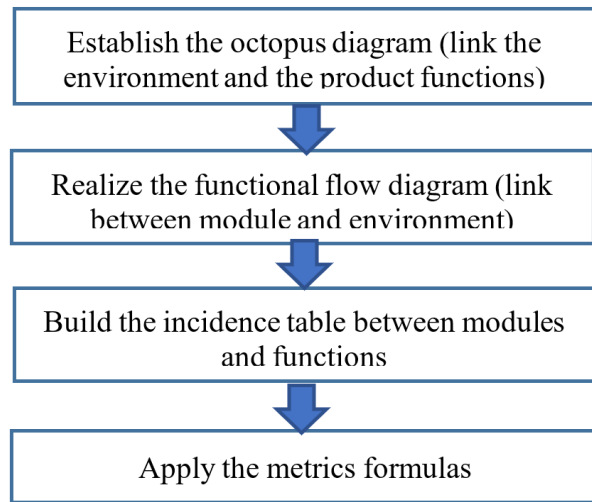 Establish the octopus diagram (link the
environment and the product functions)
Realize the functional flow diagram (link
between module and environment)
Build the incidence table between modules
and functions
Apply the metrics formulas